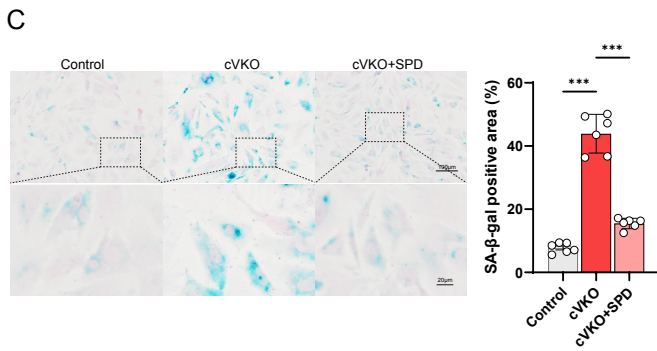 C
Control
cVKO
cVKO+SPD
100μm
20μm
SA-β-gal positive area (%)
60
40
20
0
***
***
Control
cVKO
cVKO+SPD